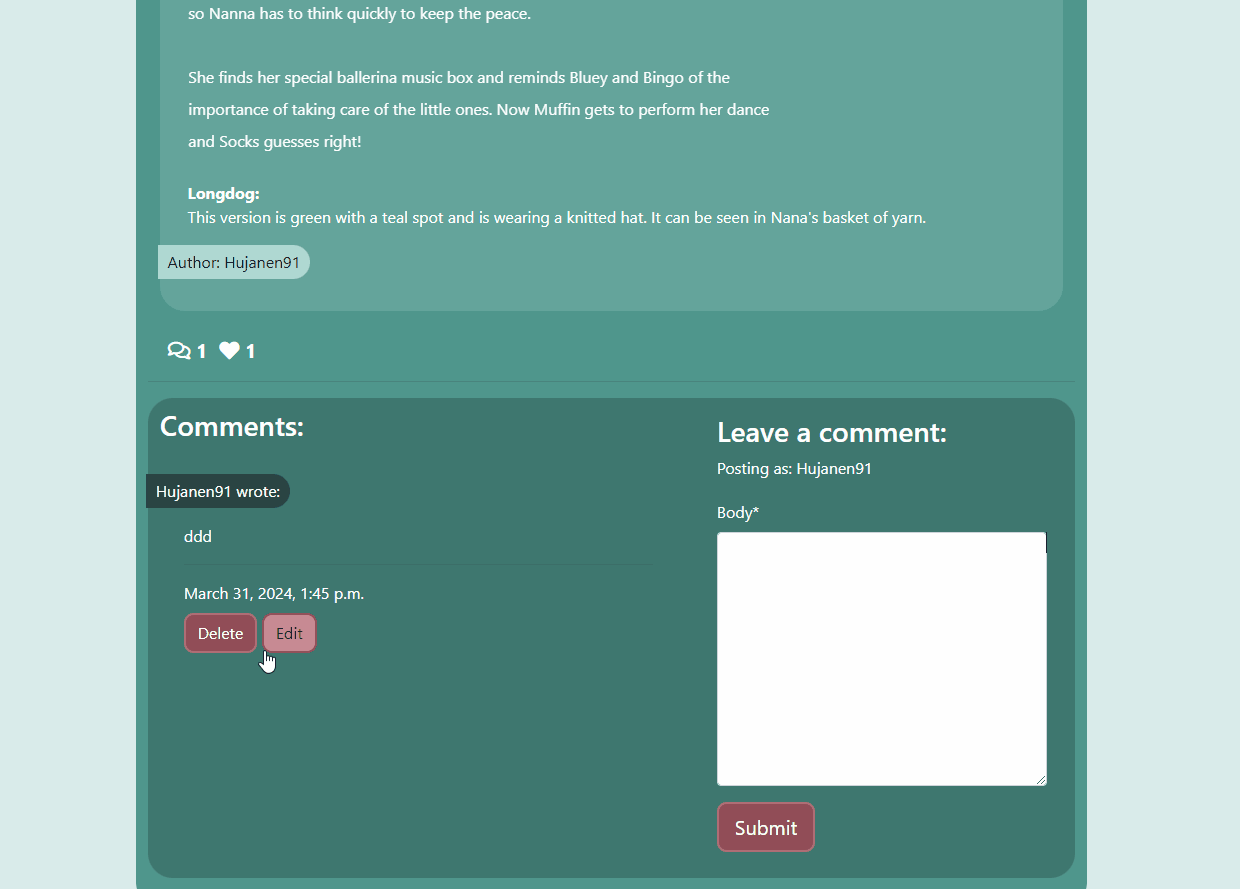 so Nanna has to think quickly to keep the peace.
She finds her special ballerina music box and reminds Bluey and Bingo of the
importance of taking care of the little ones. Now Muffin gets to perform her dance
and Socks guesses right!
Longdog:
This version is green with a teal spot and is wearing a knitted hat. It can be seen in Nana's basket of yarn.
Author: Hujanen91
1 1
Comments:
Hujanen91 wrote:
ddd
March 31, 2024, 1:45 p.m.
Delete Edit
Leave a comment:
Posting as: Hujanen91
Body*
Submit